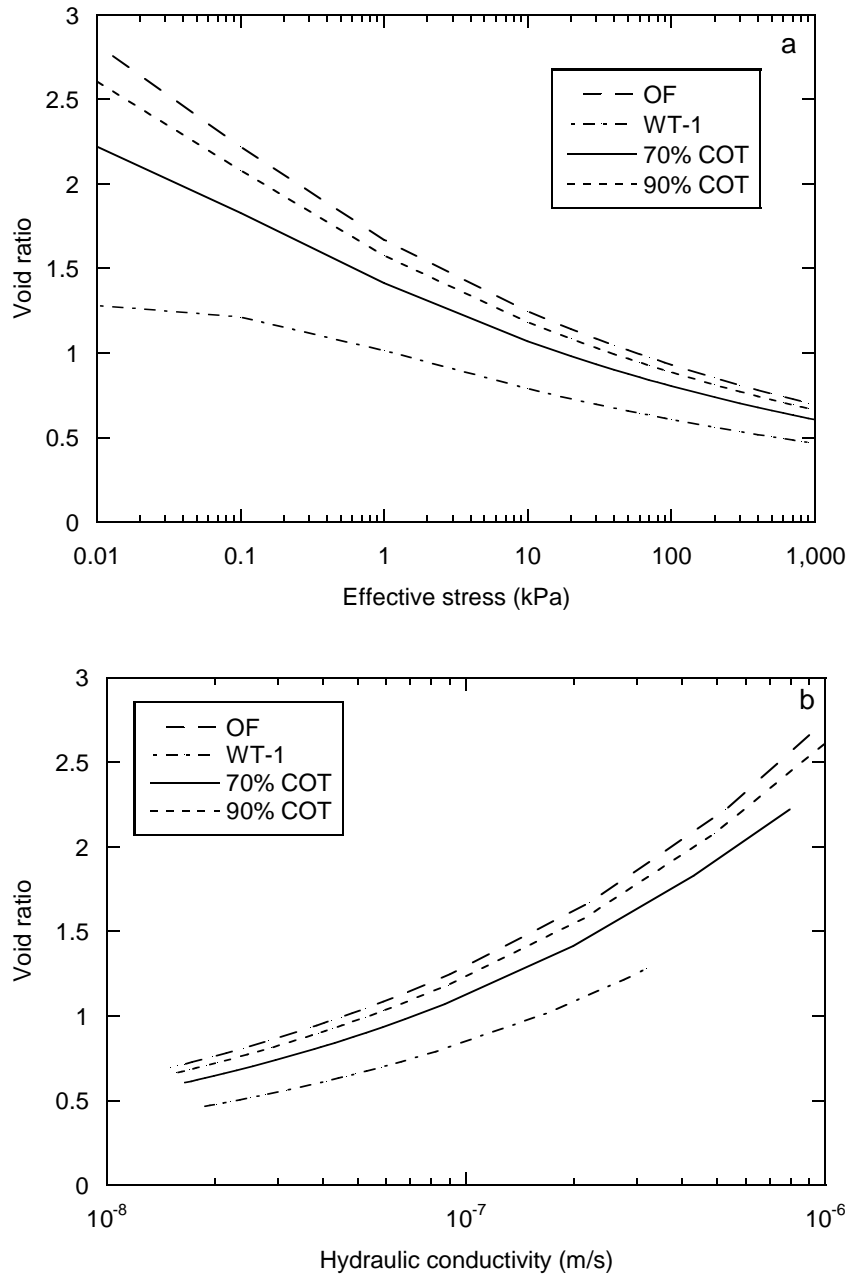 3
a
OF
WT-1
70% COT
90% COT
2.5
2
1.5
1
0.5
0
Void ratio
0.01 0.1 1 10 100 1,000
Effective stress (kPa)
3
b
OF
WT-1
70% COT
90% COT
2.5
2
1.5
1
0.5
0
Void ratio
10-8 10-7 10-6
Hydraulic conductivity (m/s)